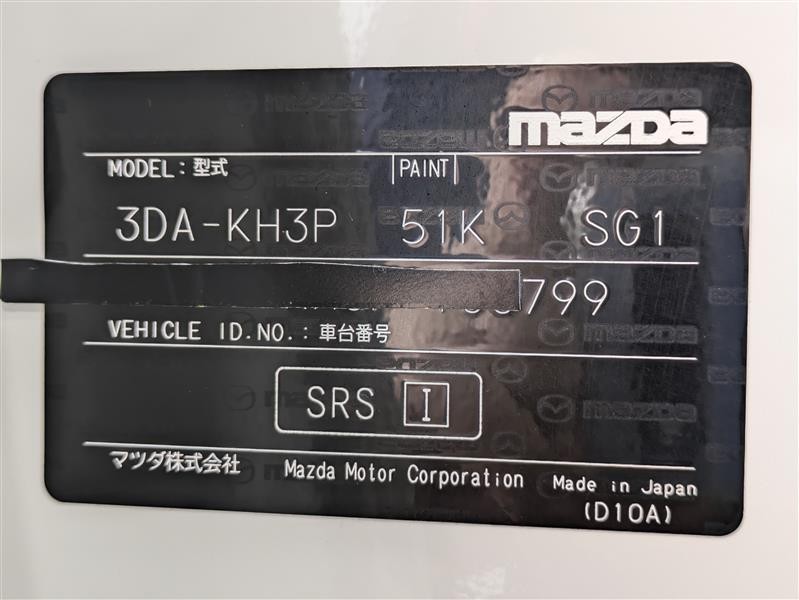 mazda
MODEL: 型式 PAINT
3DA-KH3P 51K SG1
799
VEHICLE ID.NO.: 車台番号
SRS I
マツダ株式会社 Mazda Motor Corporation Made in Japan
(D10A)